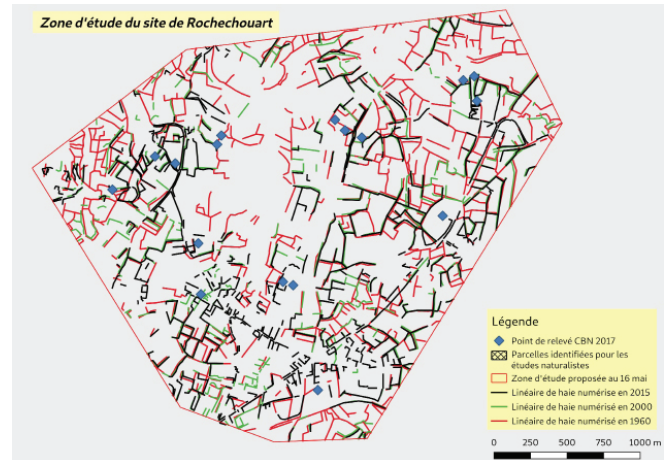 Zone d'étude du site de Rochechouart
Légende
Point de relevé CBN 2017
Parcelles identifiées pour les
études naturalistes
Zone d'étude proposée au 16 mai
Linéaire de haie numérisé en 2015
Linéaire de haie numérisé en 2000
Linéaire de haie numérisé en 1960
0 250 500 750 1000 m